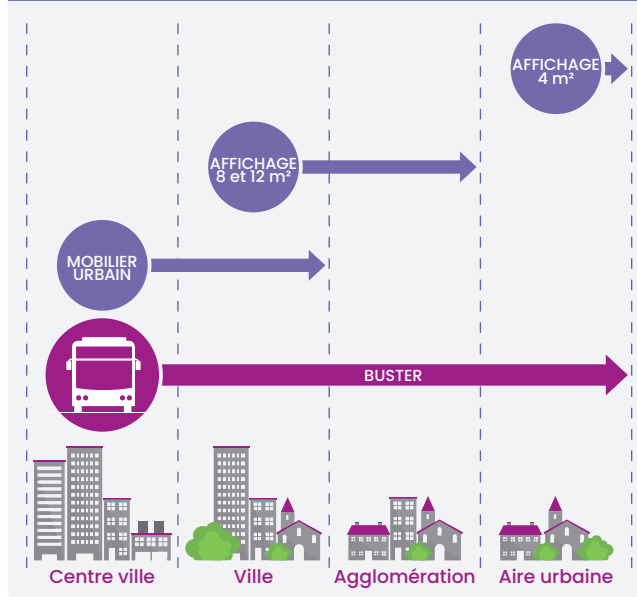 AFFICHAGE
4 m²
AFFICHAGE
8 et 12 m²
MOBILIER
URBAIN
BUSTER
Centre ville
Ville
Agglomération
Aire urbaine